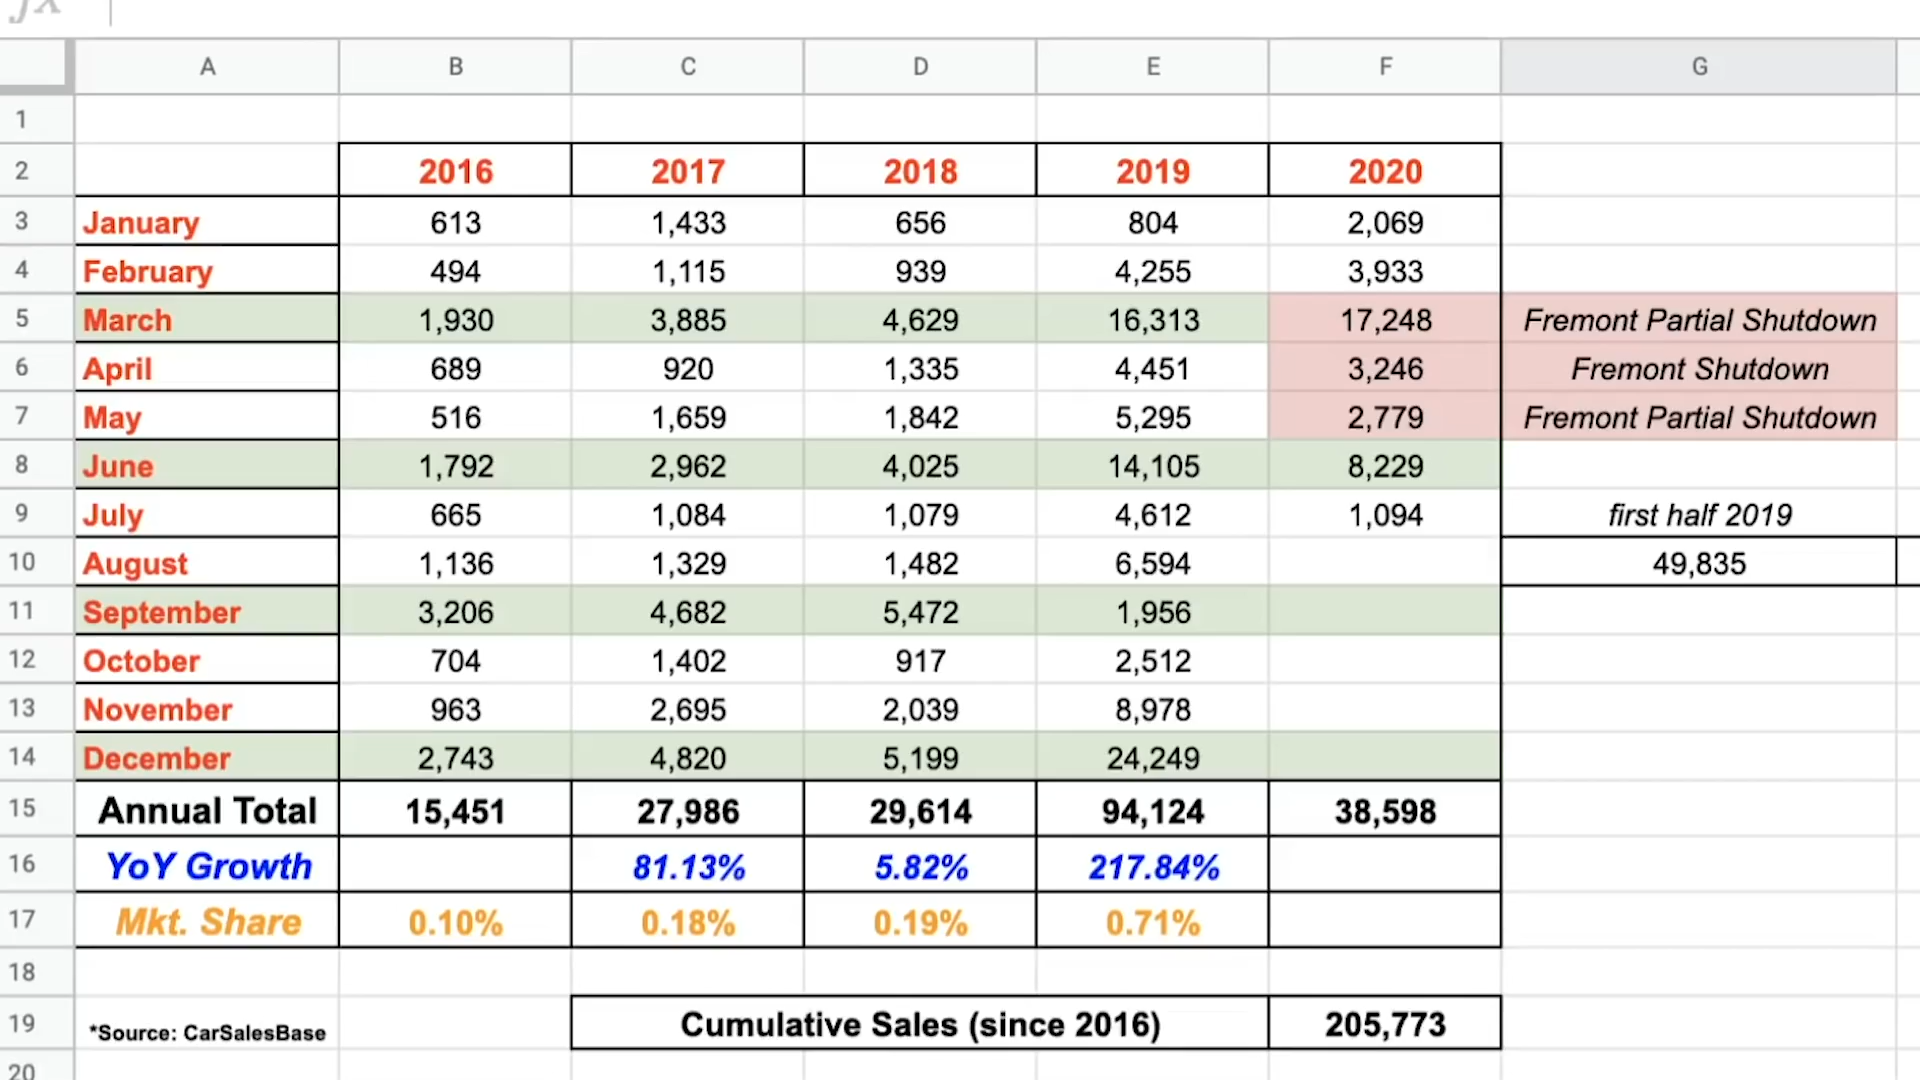 fx
A B C D E F G
1
2 2016 2017 2018 2019 2020
3 January 613 1,433 656 804 2,069
4 February 494 1,115 939 4,255 3,933
5 March 1,930 3,885 4,629 16,313 17,248 Fremont Partial Shutdown
6 April 689 920 1,335 4,451 3,246 Fremont Shutdown
7 May 516 1,659 1,842 5,295 2,779 Fremont Partial Shutdown
8 June 1,792 2,962 4,025 14,105 8,229
9 July 665 1,084 1,079 4,612 1,094 first half 2019
10 August 1,136 1,329 1,482 6,594 49,835
11 September 3,206 4,682 5,472 1,956
12 October 704 1,402 917 2,512
13 November 963 2,695 2,039 8,978
14 December 2,743 4,820 5,199 24,249
15 Annual Total 15,451 27,986 29,614 94,124 38,598
16 YoY Growth 81.13% 5.82% 217.84%
17 Mkt. Share 0.10% 0.18% 0.19% 0.71%
18
19 *Source: CarSalesBase Cumulative Sales (since 2016) 205,773
20